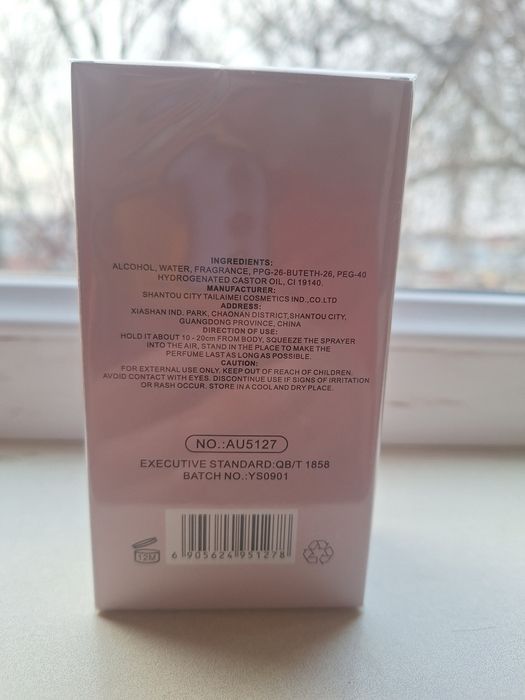 INGREDIENTS:
ALCOHOL, WATER, FRAGRANCE, PPG-26-BUTETH-26, PEG-40
HYDROGENATED CASTOR OIL, CI 19140.
MANUFACTURER:
SHANTOU CITY TAILAIMEI COSMETICS IND.,CO.LTD
ADDRESS:
XIASHAN IND. PARK, CHAONAN DISTRICT,SHANTOU CITY,
GUANGDONG PROVINCE, CHINA
DIRECTION OF USE:
HOLD IT ABOUT 10 - 20cm FROM BODY, SQUEEZE THE SPRAYER
INTO THE AIR, STAND IN THE PLACE TO MAKE THE
PERFUME LAST AS LONG AS POSSIBLE.
CAUTION:
FOR EXTERNAL USE ONLY. KEEP OUT OF REACH OF CHILDREN.
AVOID CONTACT WITH EYES. DISCONTINUE USE IF SIGNS OF IRRITATION
OR RASH OCCUR. STORE IN A COOL AND DRY PLACE.
NO.:AU5127
EXECUTIVE STANDARD:QB/T 1858
BATCH NO.:YS0901
12M
6 905624 951278